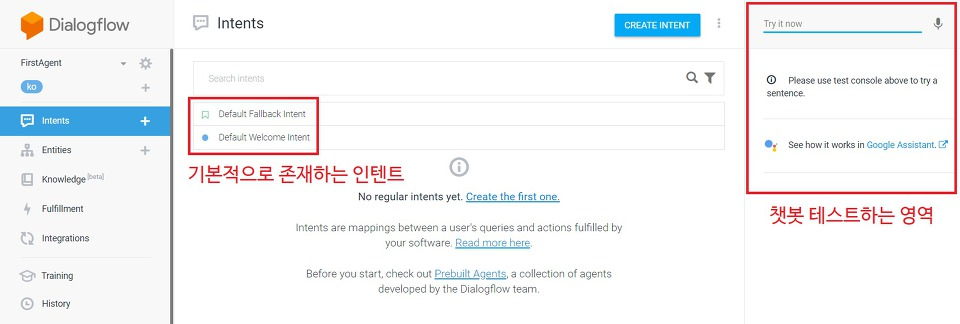 Dialogflow
FirstAgent
ko
Intents
Entities
Knowledge [beta]
Fulfillment
Integrations
Training
History
Intents
CREATE INTENT
Search intents
Default Fallback Intent
Default Welcome Intent
기본적으로 존재하는 인텐트
No regular intents yet. Create the first one.
Intents are mappings between a user's queries and actions fulfilled
by your software. Read more here.
Before you start, check out Prebuilt Agents, a collection of agents
developed by the Dialogflow team.
Try it now
Please use test console above to try a
sentence.
See how it works in Google Assistant.
챗봇 테스트하는 영역